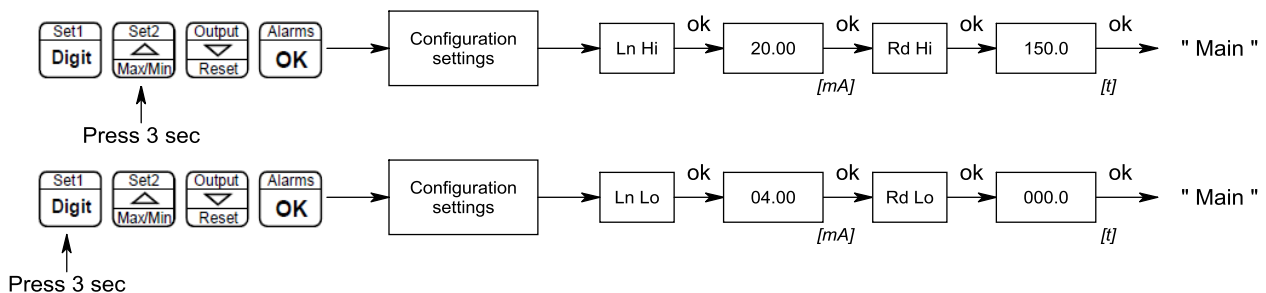 Set1
Digit
Set2
Max/Min
Output
Reset
Alarms
OK
Configuration
settings
Ln Hi
ok
20.00
[mA]
ok
Rd Hi
ok
150.0
[t]
ok
" Main "
Press 3 sec
Set1
Digit
Set2
Max/Min
Output
Reset
Alarms
OK
Configuration
settings
Ln Lo
ok
04.00
[mA]
ok
Rd Lo
ok
000.0
[t]
ok
" Main "
Press 3 sec